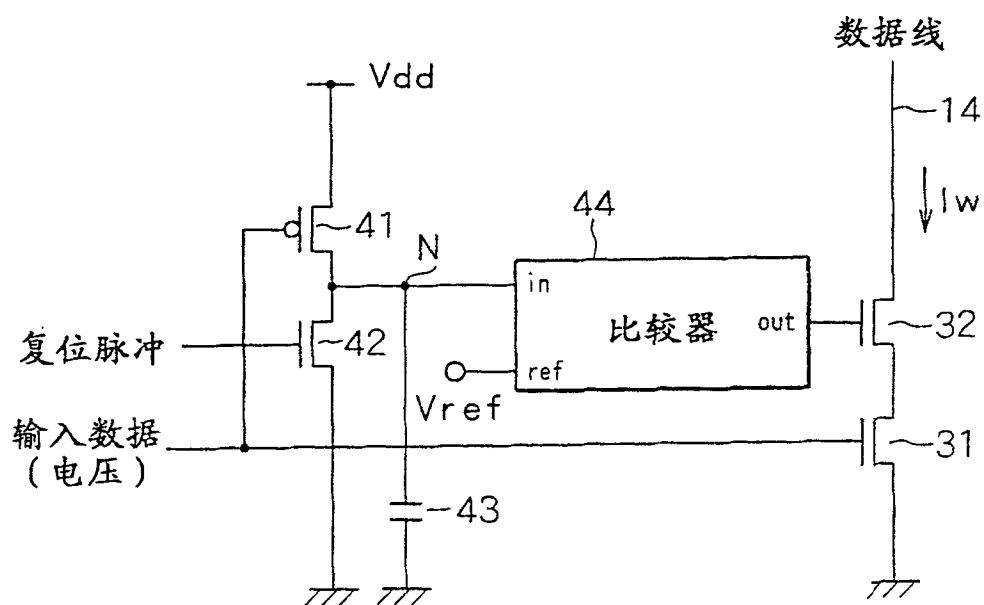 数据线
Vdd
14
Iw
44
41
N
in
比较器
out
32
复位脉冲
42
ref
Vref
输入数据
(电压)
31
43